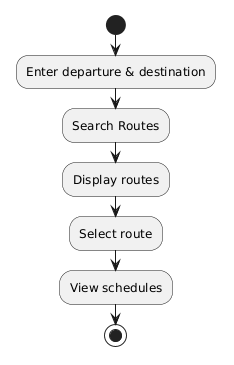 Enter departure & destination
Search Routes
Display routes
Select route
View schedules